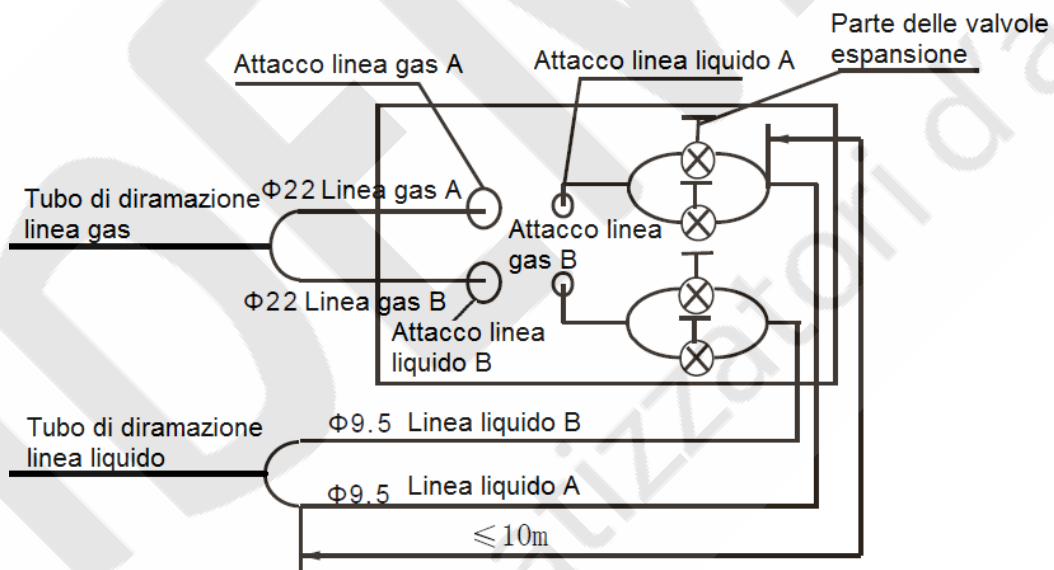 Parte delle valvole
espansione
Attacco linea gas A
Attacco linea liquido A
Tubo di diramazione
linea gas
Φ22 Linea gas A
Attacco linea
gas B
Φ22 Linea gas B
Attacco linea
liquido B
Tubo di diramazione
linea liquido
Φ9.5 Linea liquido B
Φ9.5 Linea liquido A
≤10m